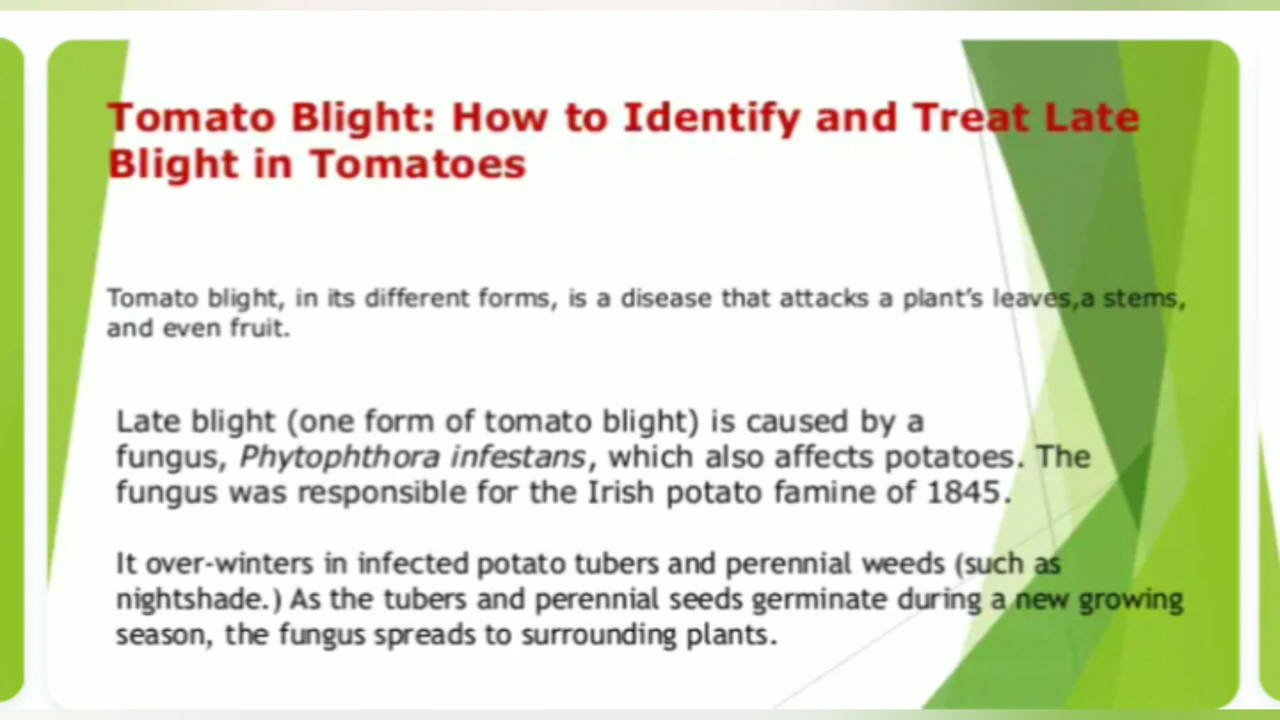 Tomato Blight: How to Identify and Treat Late
Blight in Tomatoes
Tomato blight, in its different forms, is a disease that attacks a plant’s leaves,a stems,
and even fruit.
Late blight (one form of tomato blight) is caused by a
fungus, Phytophthora infestans, which also affects potatoes. The
fungus was responsible for the Irish potato famine of 1845.
It over-winters in infected potato tubers and perennial weeds (such as
nightshade.) As the tubers and perennial seeds germinate during a new growing
season, the fungus spreads to surrounding plants.